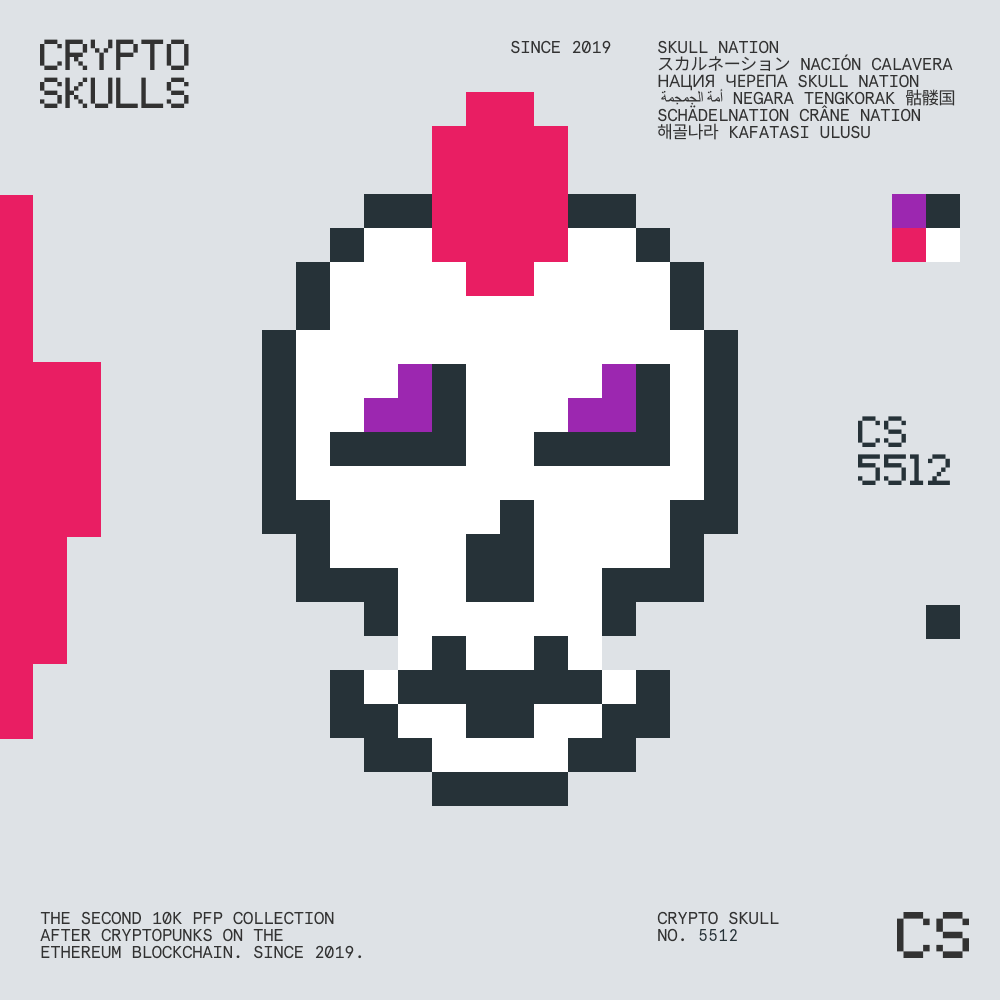 CRYPTO
SKULLS
SINCE 2019
SKULL NATION
スカルネーション NACIÓN CALAVERA
НАЦИЯ ЧЕРЕПА SKULL NATION
أمة الجمجمة NEGARA TENGKORAK 骷髅国
SCHÄDELNATION CRÂNE NATION
해골나라 KAFATASI ULUSU
CS
5512
THE SECOND 10K PFP COLLECTION
AFTER CRYPTOPUNKS ON THE
ETHEREUM BLOCKCHAIN. SINCE 2019.
CRYPTO SKULL
NO. 5512
CS